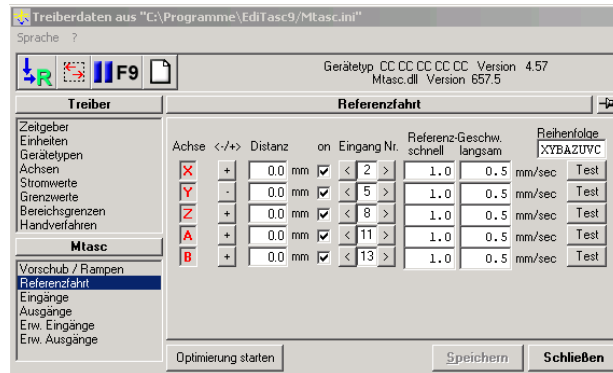 Treiberdaten aus "C:\Programme\EdiTasc9/Mtasc.ini"
Sprache ?
R F9 Gerätetyp CC CC CC CC CC Version 4.57
Mtasc.dll Version 657.5
Treiber
Zeitgeber
Einheiten
Gerätetypen
Achsen
Stromwerte
Grenzwerte
Bereichsgrenzen
Handverfahren
Mtasc
Vorschub / Rampen
Referenzfahrt
Eingänge
Ausgänge
Erw. Eingänge
Erw. Ausgänge
Referenzfahrt
Referenz-Geschw. Reihenfolge
Achse <-/+> Distanz on Eingang Nr. schnell langsam XYBAZUVC
X + 0.0 mm < 2 > 1.0 0.5 mm/sec Test
Y - 0.0 mm < 5 > 1.0 0.5 mm/sec Test
Z + 0.0 mm < 8 > 1.0 0.5 mm/sec Test
A + 0.0 mm < 11 > 1.0 0.5 mm/sec Test
B + 0.0 mm < 13 > 1.0 0.5 mm/sec Test
Optimierung starten Speichern Schließen